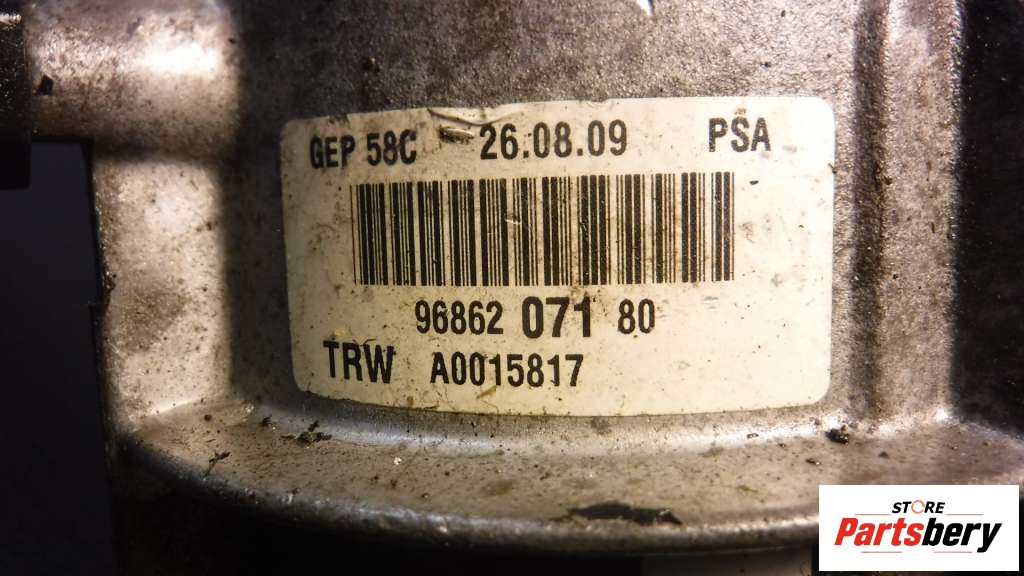 GEP 58C - 26.08.09 PSA
96862 071 80
TRW A0015817
STORE
Partsbery